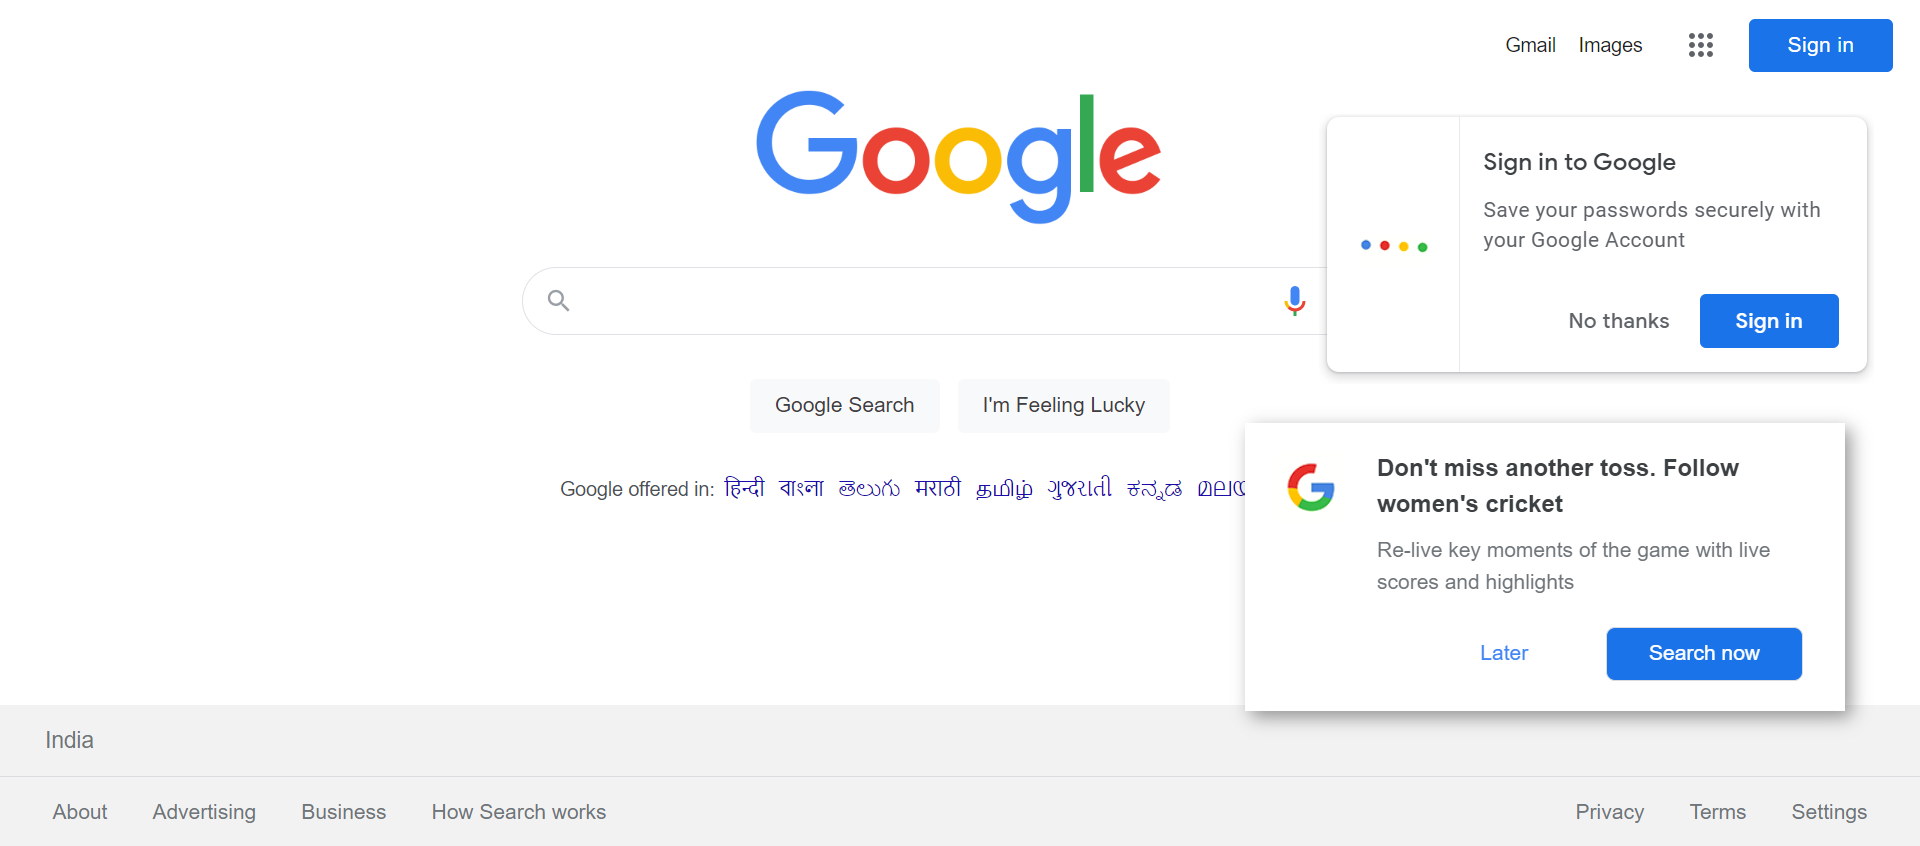 Gmail Images Sign in
Google
Sign in to Google
Save your passwords securely with
your Google Account
No thanks Sign in
Google Search I'm Feeling Lucky
Google offered in: हिन्दी বাংলা తెలుగు मराठी தமிழ் ગુજરાતી ಕನ್ನಡ
Don't miss another toss. Follow
women's cricket
Re-live key moments of the game with live
scores and highlights
Later Search now
India
About Advertising Business How Search works Privacy Terms Settings